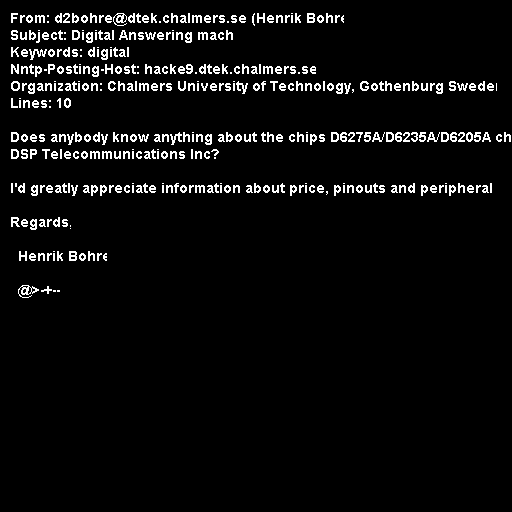 From: d2bohre@dtek.chalmers.se (Henrik Bohre
Subject: Digital Answering mach
Keywords: digital
Nntp-Posting-Host: hacke9.dtek.chalmers.se
Organization: Chalmers University of Technology, Gothenburg Sweden
Lines: 10

Does anybody know anything about the chips D6275A/D6235A/D6205A ch
DSP Telecommunications Inc?

I'd greatly appreciate information about price, pinouts and peripheral

Regards,

Henrik Bohre

@>-+--